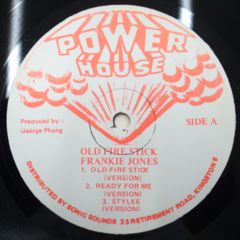 POWER
HOUSE
Produced by :
George Phang
SIDE A
OLD FIRE STICK
FRANKIE JONES
1. OLD FIRE STICK
(VERSION)
2. READY FOR ME
(VERSION)
3. STYLEE
(VERSION)
DISTRIBUTED BY SONIC SOUNDS 35 RETIREMENT ROAD, KINGSTON 5